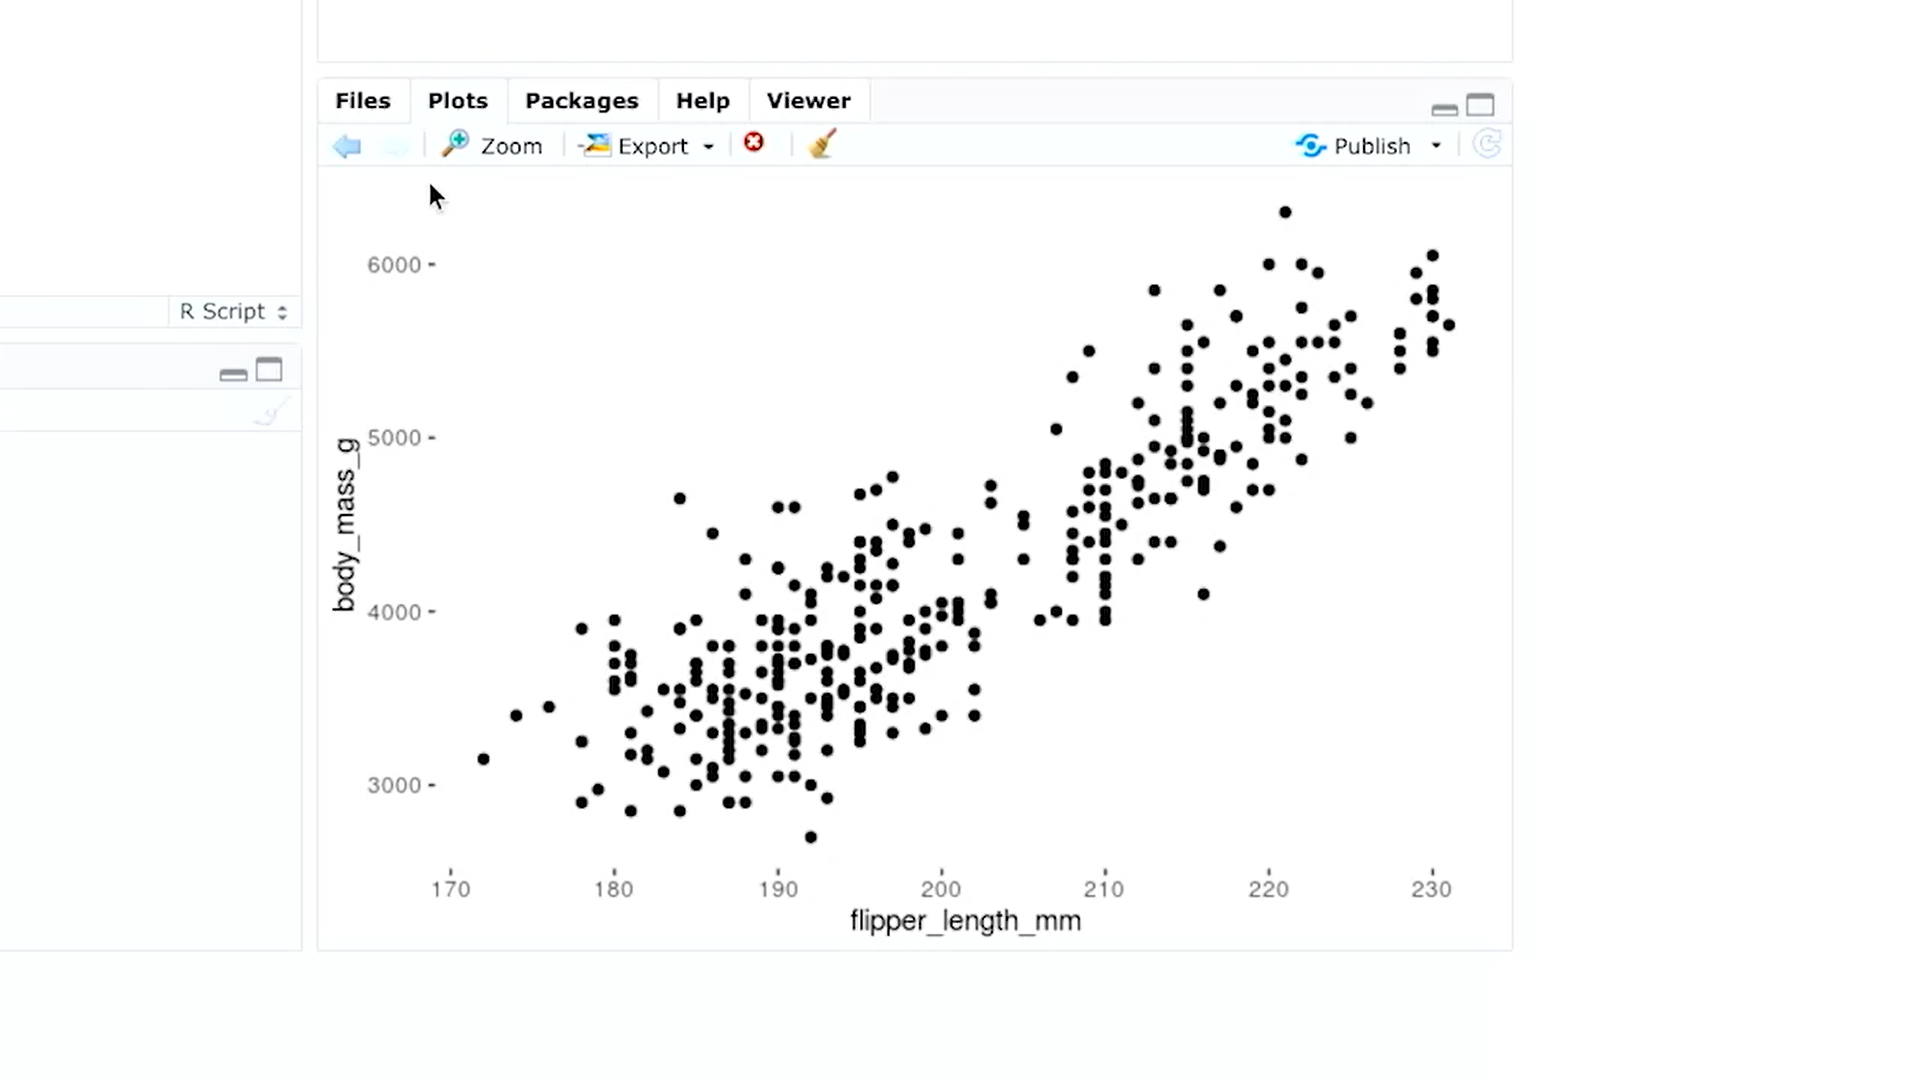 Files Plots Packages Help Viewer
Zoom Export Publish
R Script
6000
5000
4000
3000
body_mass_g
170 180 190 200 210 220 230
flipper_length_mm